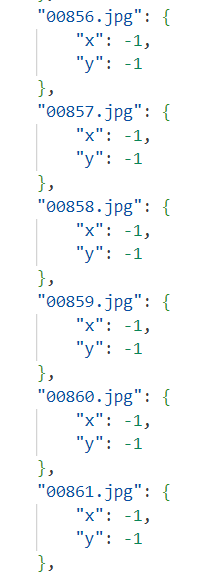 },
"00856.jpg": {
    "x": -1,
    "y": -1
},
"00857.jpg": {
    "x": -1,
    "y": -1
},
"00858.jpg": {
    "x": -1,
    "y": -1
},
"00859.jpg": {
    "x": -1,
    "y": -1
},
"00860.jpg": {
    "x": -1,
    "y": -1
},
"00861.jpg": {
    "x": -1,
    "y": -1
},